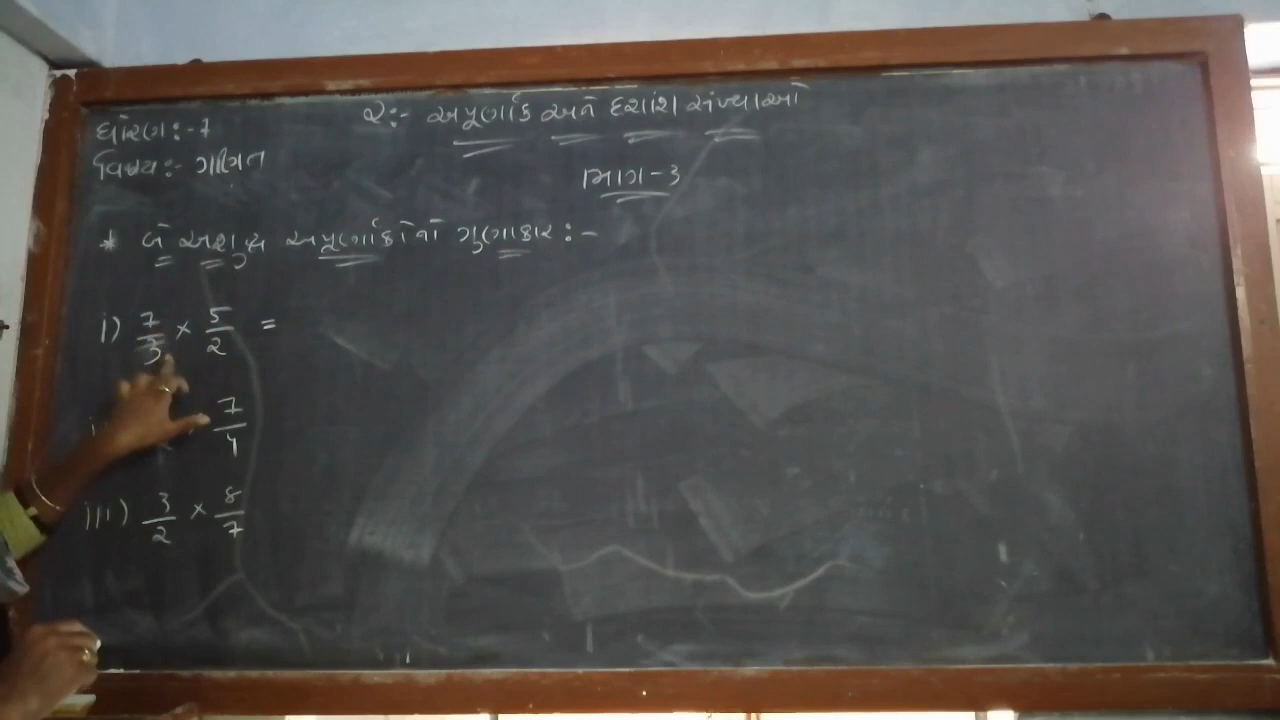 ધોરણ:-7
વિષય:- ગણિત
૨:- અપૂર્ણાંક અને દશાંશ સંખ્યાઓ
ભાગ-૩
* બે અશુદ્ધ અપૂર્ણાંકોનો ગુણાકાર :-
i) 7/3 × 5/2 =
7/4
iii) 3/2 × 8/7